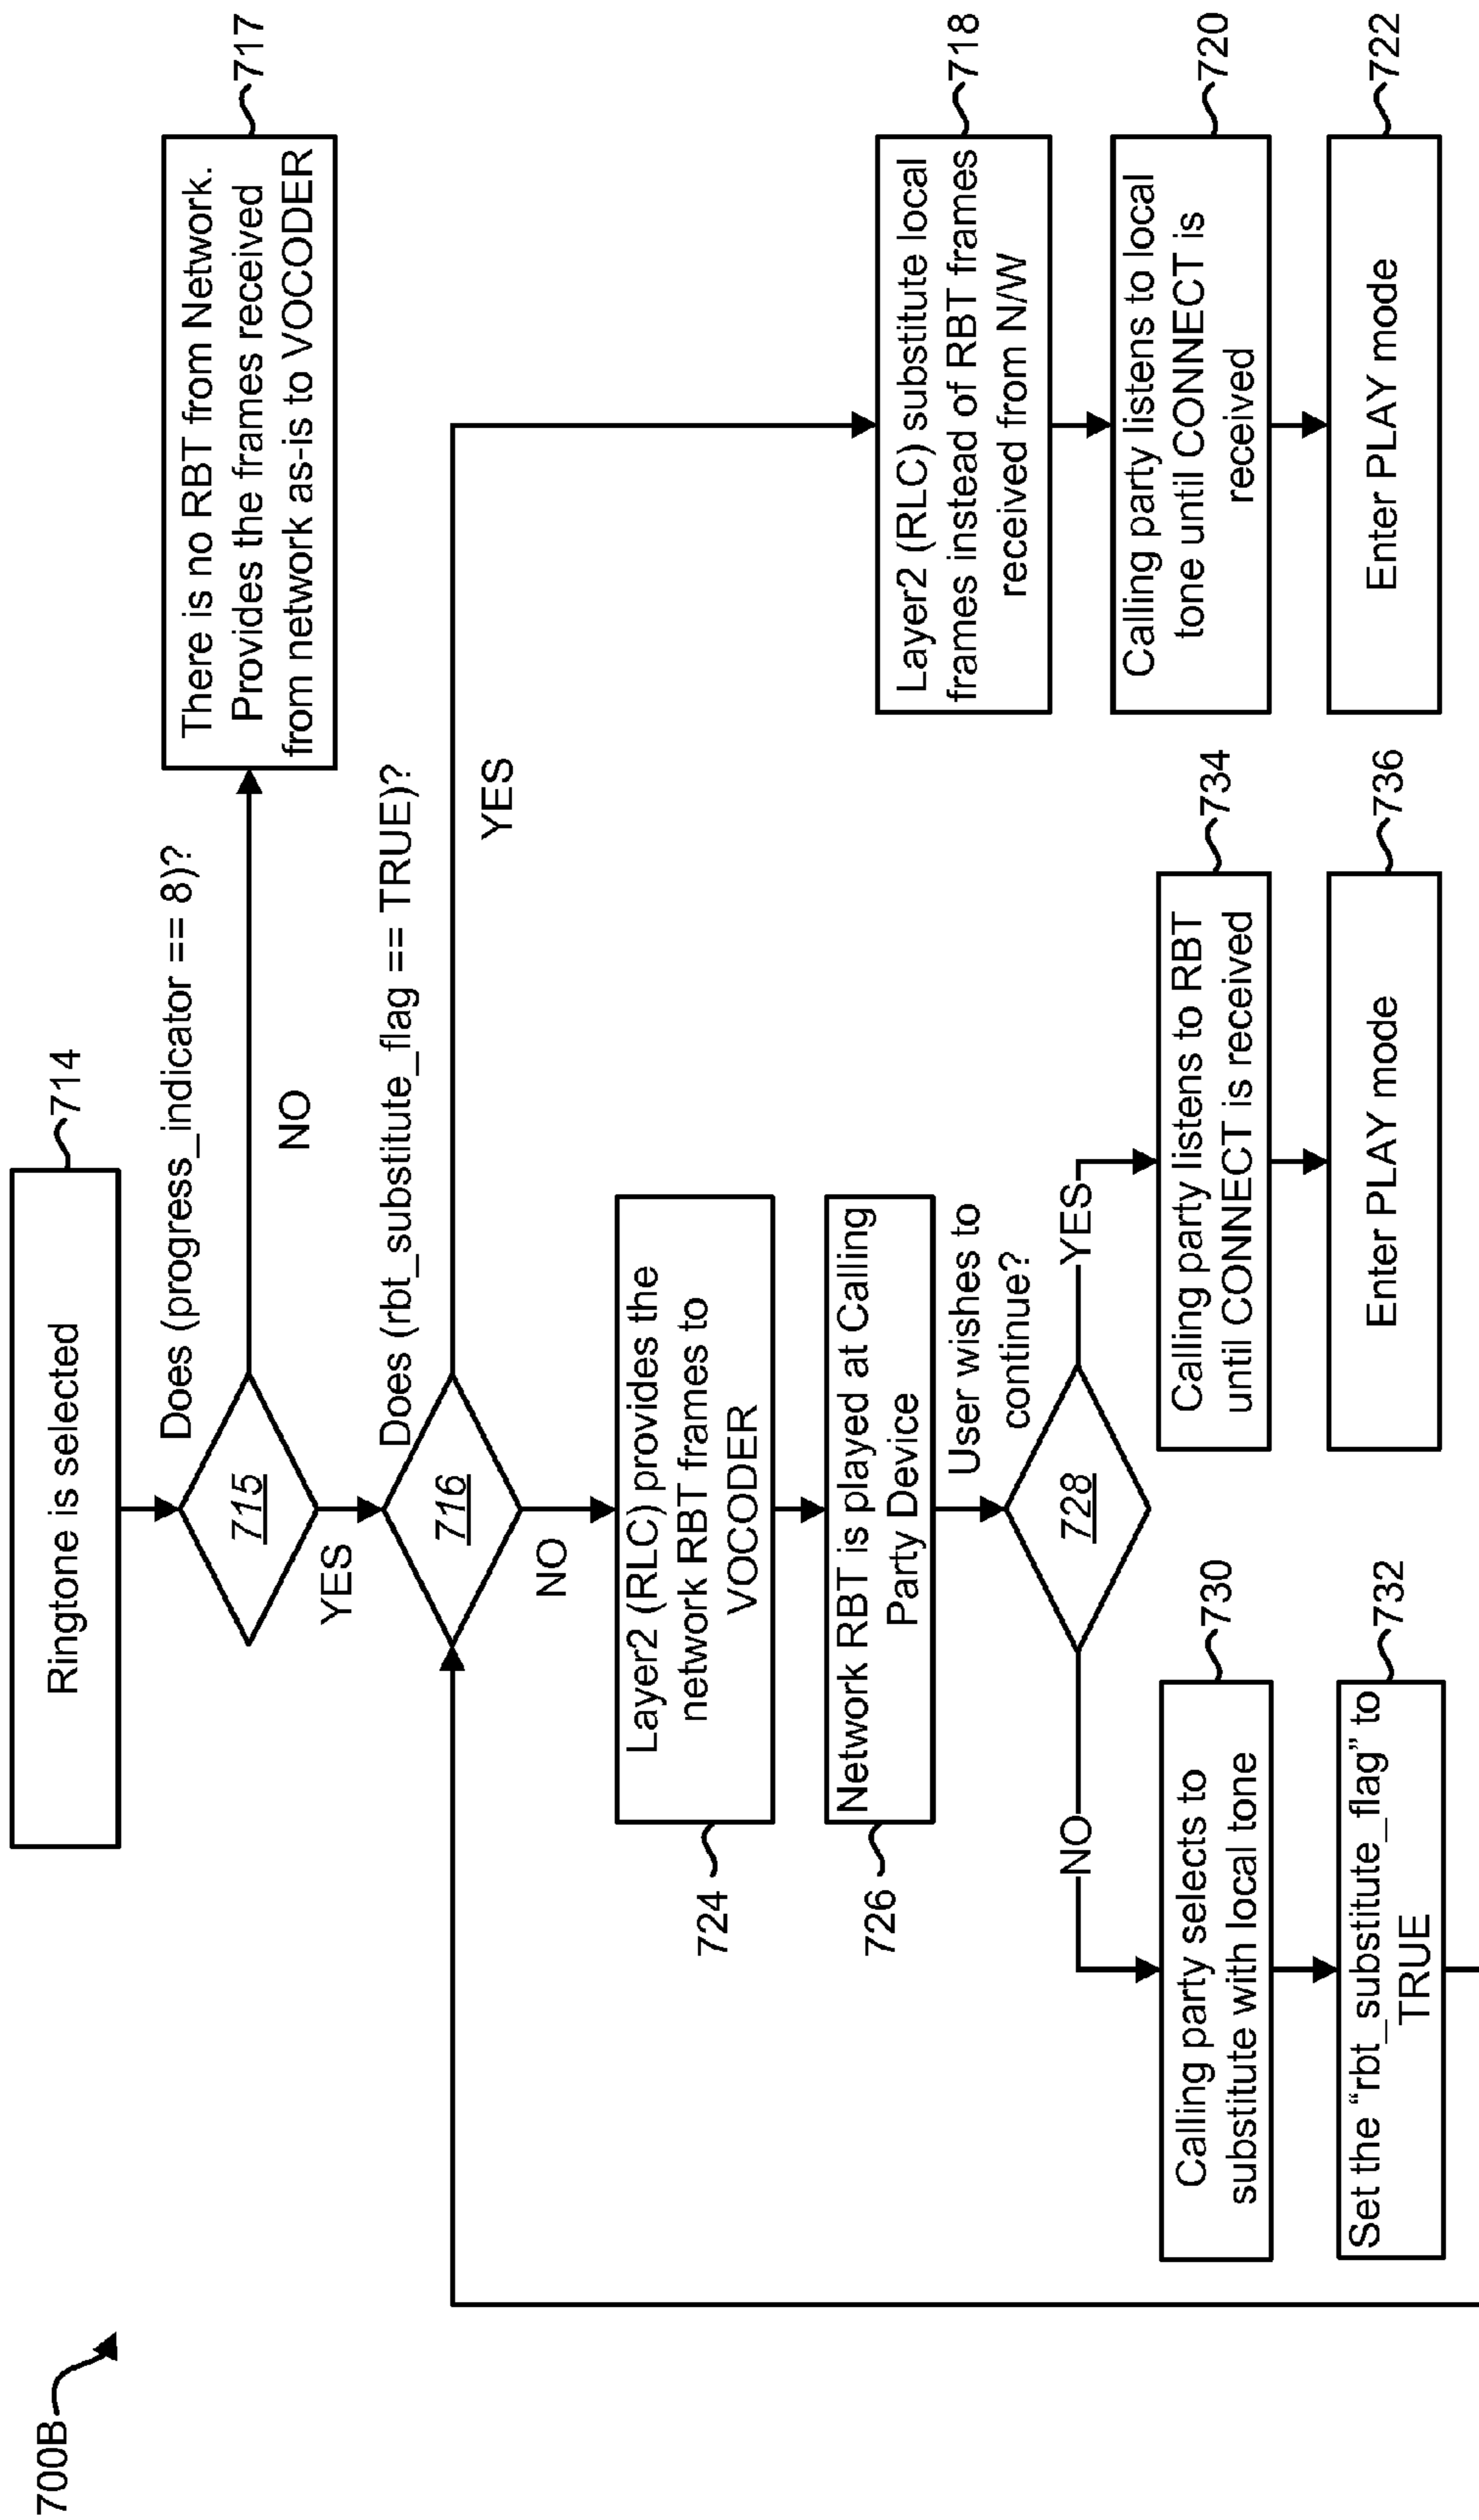 700B
Ringtone is selected
714
Does (progress_indicator == 8)?
715
NO
There is no RBT from Network.
Provides the frames received
from network as-is to VOCODER
717
YES
Does (rbt_substitute_flag == TRUE)?
716
YES
NO
Layer2 (RLC) provides the
network RBT frames to
VOCODER
724
Network RBT is played at Calling
Party Device
726
User wishes to
continue?
728
NO
YES
Calling party selects to
substitute with local tone
730
Set the “rbt_substitute_flag” to
TRUE
732
Calling party listens to RBT
until CONNECT is received
734
Enter PLAY mode
736
Layer2 (RLC) substitute local
frames instead of RBT frames
received from NW
718
Calling party listens to local
tone until CONNECT is
received
720
Enter PLAY mode
722